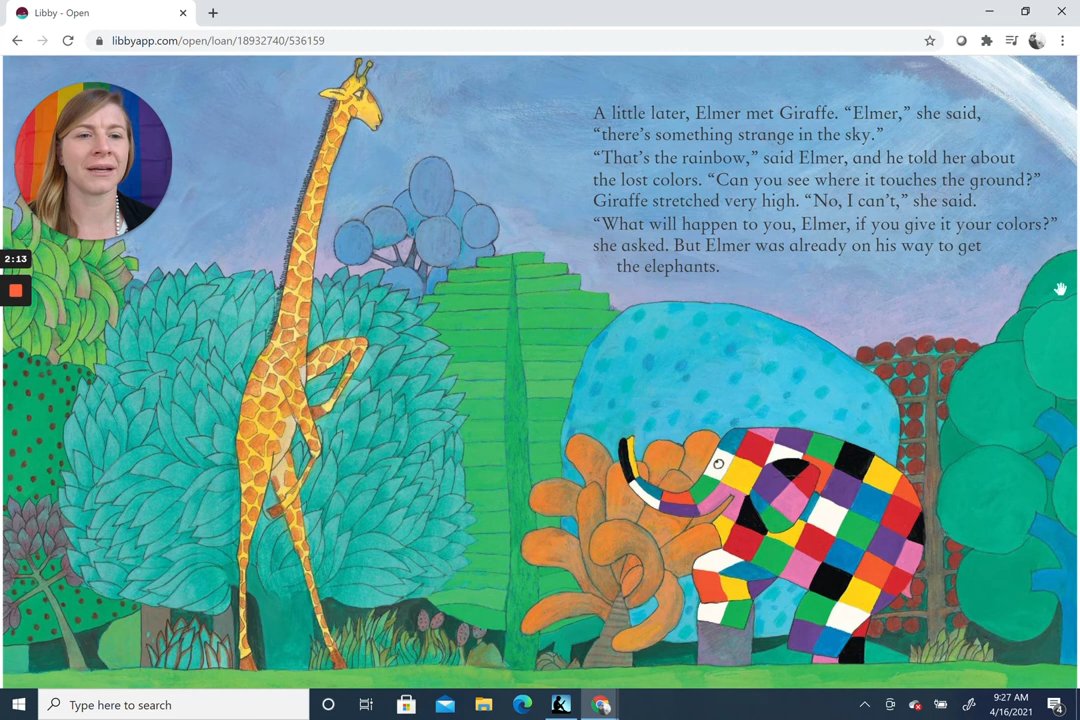 Libby - Open
libbyapp.com/open/loan/18932740/536159
A little later, Elmer met Giraffe. “Elmer,” she said,
“there’s something strange in the sky.”
“That’s the rainbow,” said Elmer, and he told her about
the lost colors. “Can you see where it touches the ground?”
Giraffe stretched very high. “No, I can’t,” she said.
“What will happen to you, Elmer, if you give it your colors?”
she asked. But Elmer was already on his way to get
the elephants.
2:13
Type here to search
9:27 AM
4/16/2021
4